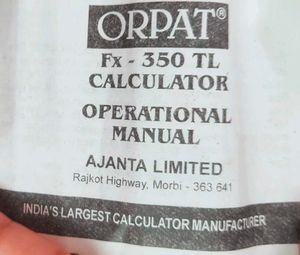 ORPAT®
Fx - 350 TL
CALCULATOR
OPERATIONAL
MANUAL
AJANTA LIMITED
Rajkot Highway, Morbi - 363 641
INDIA'S LARGEST CALCULATOR MANUFACTURER